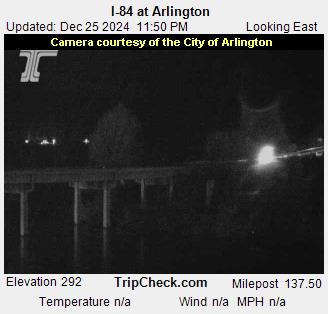 I-84 at Arlington
Updated: Dec 25 2024 11:50 PM Looking East
Camera courtesy of the City of Arlington
Elevation 292 TripCheck.com Milepost 137.50
Temperature n/a Wind n/a MPH n/a